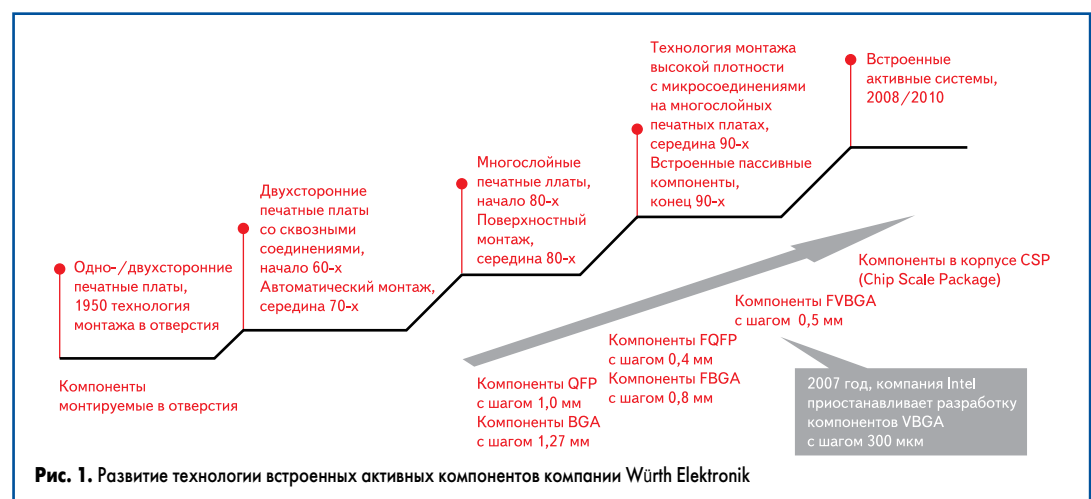 Одно-/двухсторонние
печатные платы,
1950 технология
монтажа в отверстия
Компоненты
монтируемые в отверстия
Двухсторонние
печатные платы
со сквозными
соединениями,
начало 60-х
Автоматический монтаж,
середина 70-х
Многослойные
печатные ллаты,
начало 80-х
Поверхностный
монтаж,
середина 80-х
Технология монтажа
высокой плотности
с микросоединениями
на многослойных
печатных платах,
середина 90-х
Встроенные пассивные
компоненты,
конец 90-х
Встроенные
активные системы,
2008/2010
Компоненты QFP
с шагом 1,0 мм
Компоненты BGA
с шагом 1,27 мм
Компоненты FQFP
с шагом 0,4 мм
Компоненты FBGA
с шагом 0,8 мм
Компоненты FVBGA
с шагом 0,5 мм
Компоненты в корпусе CSP
(Chip Scale Package)
2007 год, компания Intel
приостанавливает разработку
компонентов VBGA
с шагом 300 мкм
Рис. 1. Развитие технологии встроенных активных компонентов компании Würth Elektronik